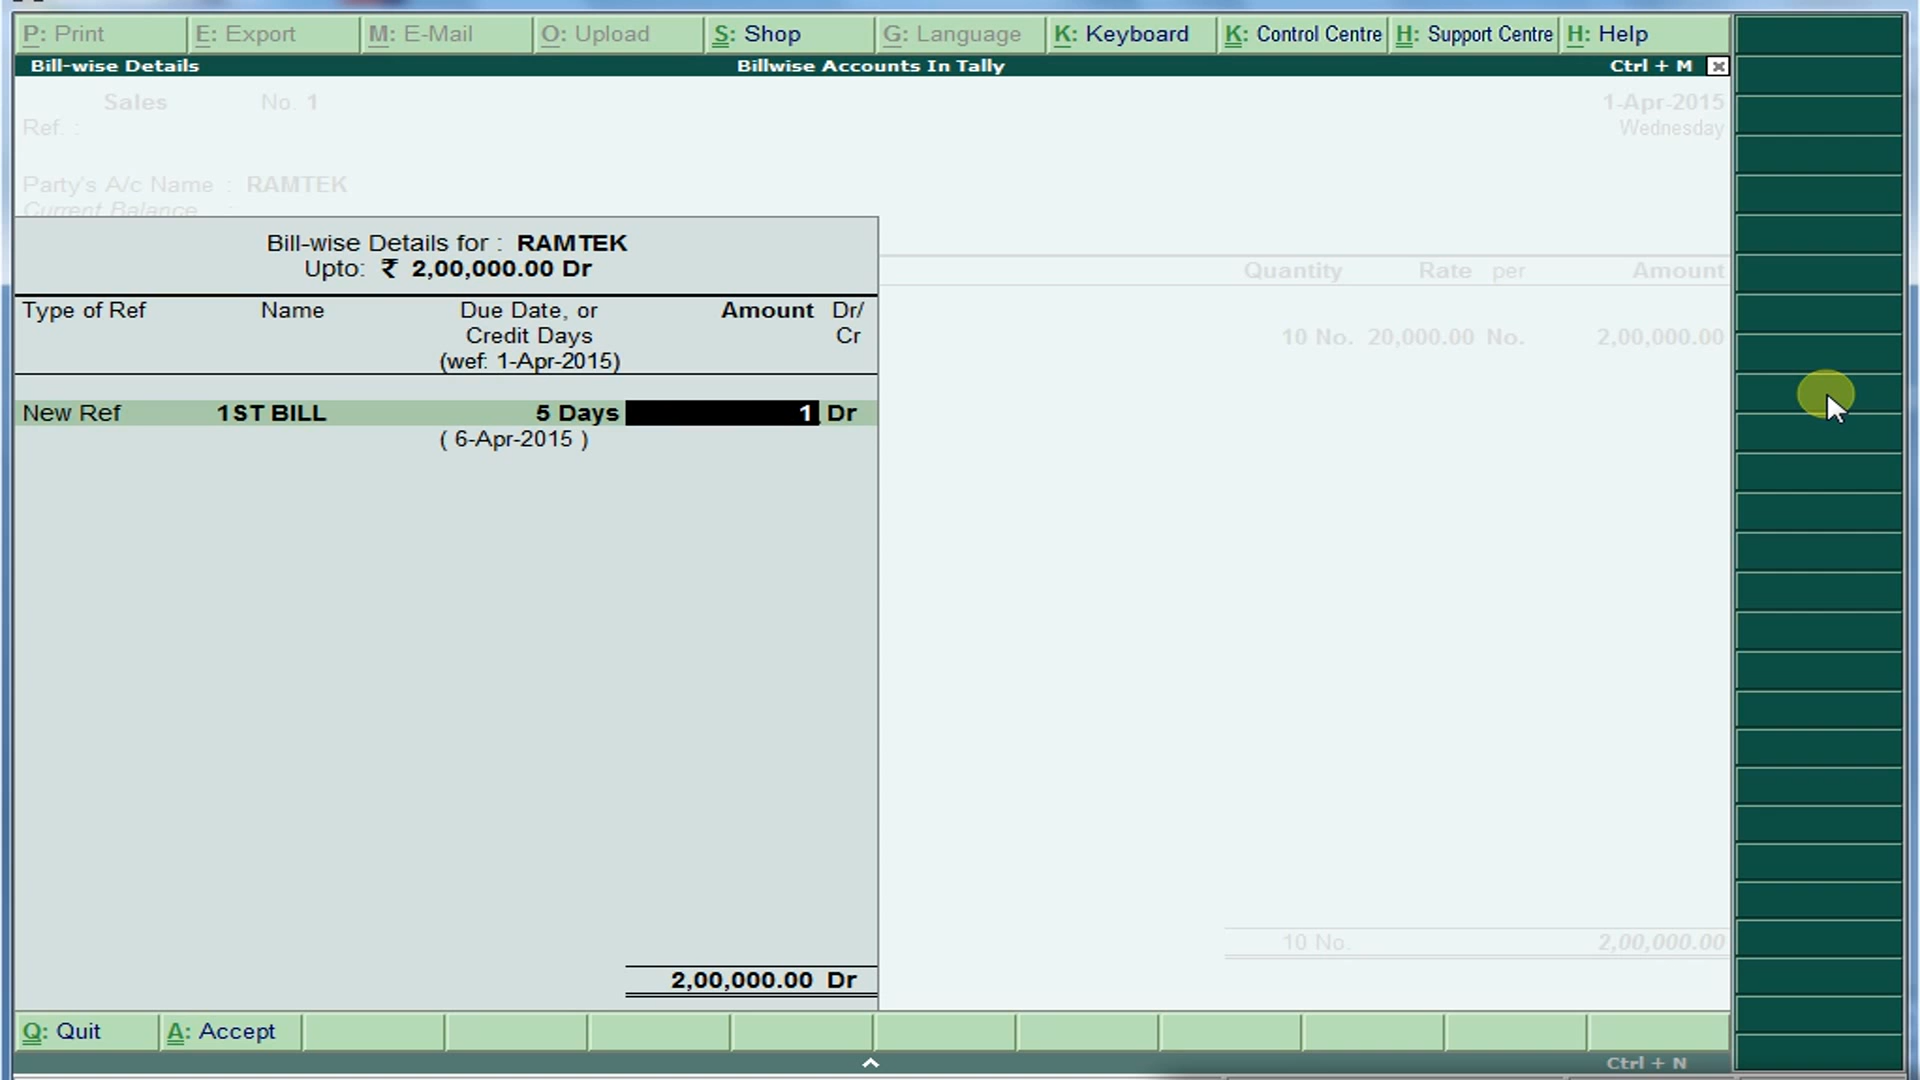 P: Print E: Export M: E-Mail O: Upload S: Shop G: Language K: Keyboard K: Control Centre H: Support Centre H: Help
Bill-wise Details Billwise Accounts In Tally Ctrl + M
Sales No. 1 1-Apr-2015
Ref. : Wednesday
Party's A/c Name : RAMTEK
Current Balance :
Bill-wise Details for : RAMTEK
Upto: ₹ 2,00,000.00 Dr
Quantity Rate per Amount
Type of Ref Name Due Date, or Amount Dr/
Credit Days Cr
(wef: 1-Apr-2015)
10 No. 20,000.00 No. 2,00,000.00
New Ref 1ST BILL 5 Days 1 Dr
( 6-Apr-2015 )
10 No. 2,00,000.00
2,00,000.00 Dr
Q: Quit A: Accept
Ctrl + N